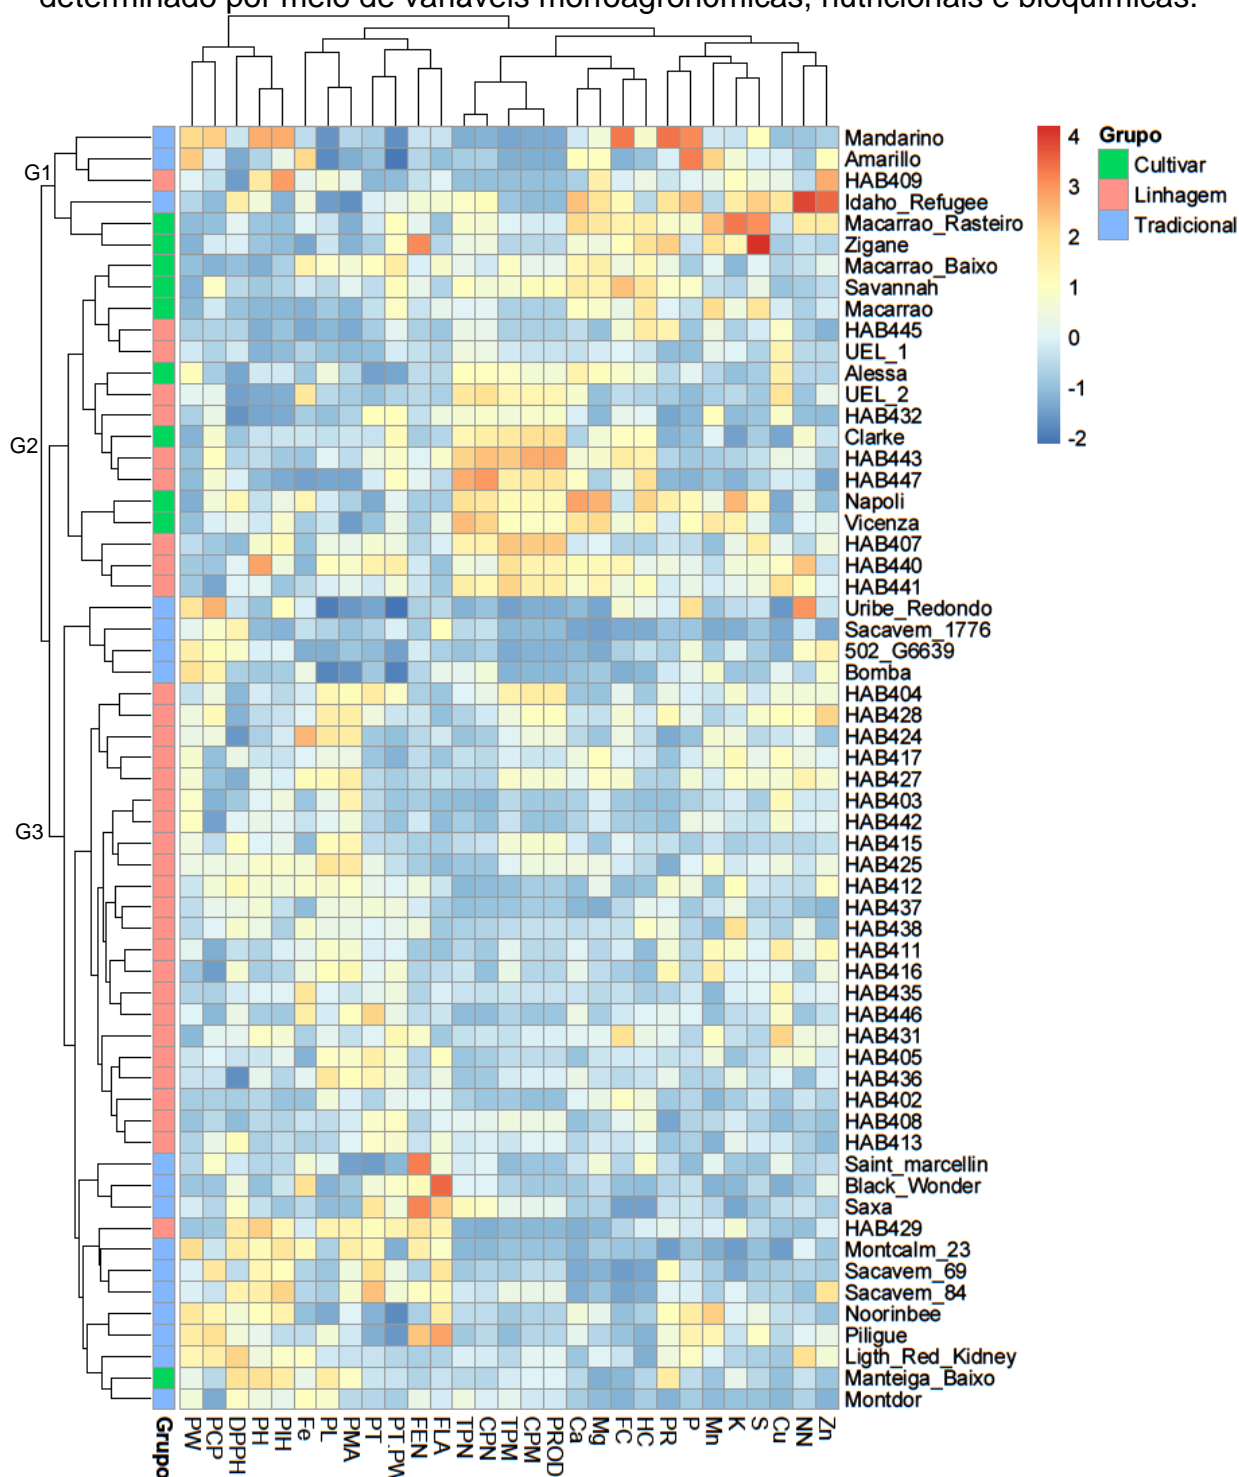 determinado por meio de variáveis monoagronômicas, nutricionais e bioquímicas.
G1
G2
G3
Mandarino
Amarillo
HAB409
Idaho_Refugee
Macarrao_Rasteiro
Zigane
Macarrao_Baixo
Savannah
Macarrao
HAB445
UEL_1
Alessa
UEL_2
HAB432
Clarke
HAB443
HAB447
Napoli
Vicenza
HAB407
HAB440
HAB441
Uribe_Redondo
Sacavem_1776
502_G6639
Bomba
HAB404
HAB428
HAB424
HAB417
HAB427
HAB403
HAB442
HAB415
HAB425
HAB412
HAB437
HAB438
HAB411
HAB416
HAB435
HAB446
HAB431
HAB405
HAB436
HAB402
HAB408
HAB413
Saint_marcellin
Black_Wonder
Saxa
HAB429
Montcalm_23
Sacavem_69
Sacavem_84
Noorinbee
Piligue
Ligth_Red_Kidney
Manteiga_Baixo
Montdor
4
3
2
1
0
-1
-2
Grupo
Cultivar
Linhagem
Tradicional
Grupo
PW
PCP
DPPH
PH
PIH
Fe
PL
PMA
PT
PT.PW
FEN
FLA
TPN
CPN
TPM
CPM
PROD
Ca
Mg
FC
HC
PR
P
Mn
K
S
Cu
NN
Zn